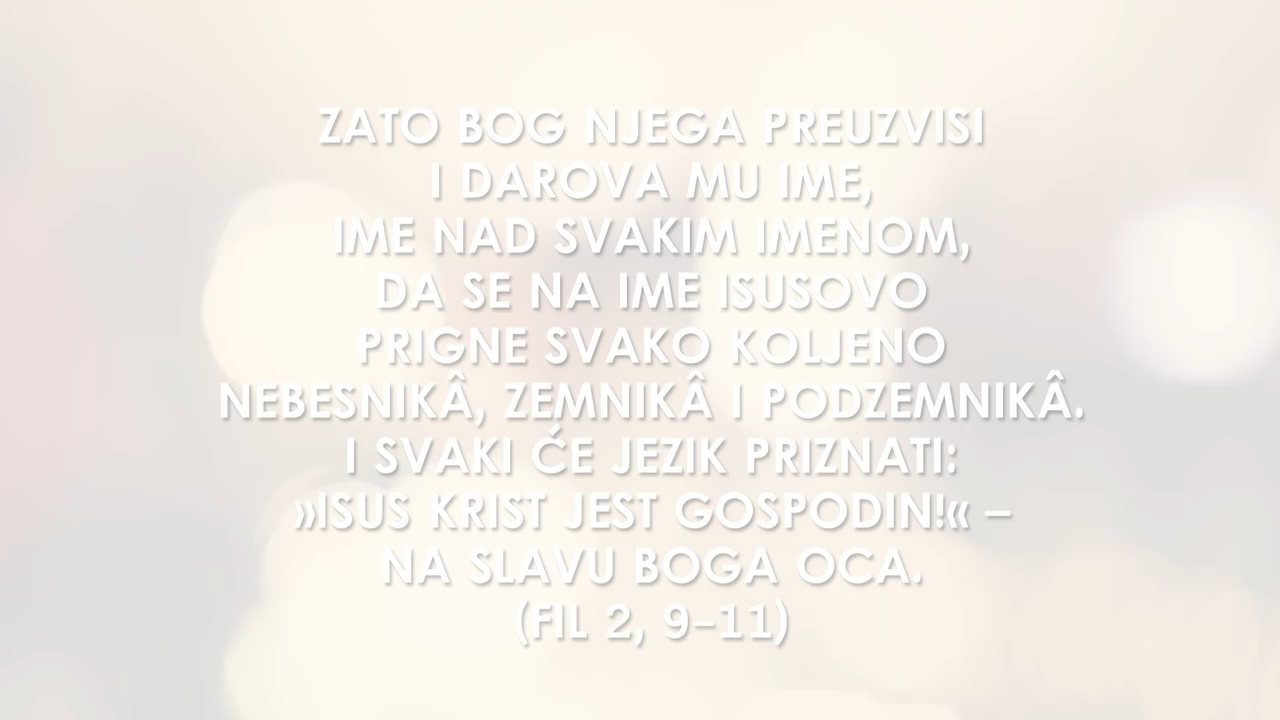 ZATO BOG NJEGA PREUZVISI
I DAROVA MU IME,
IME NAD SVAKIM IMENOM,
DA SE NA IME ISUSOVO
PRIGNE SVAKO KOLJENO
NEBESNIKÂ, ZEMNIKÂ I PODZEMNIKÂ.
I SVAKI ĆE JEZIK PRIZNATI:
»ISUS KRIST JEST GOSPODIN!« –
NA SLAVU BOGA OCA.
(FIL 2, 9–11)